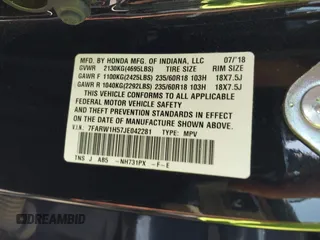 MFD. BY HONDA MFG. OF INDIANA, LLC 07/'18
GVWR 2130KG(4695LBS) TIRE SIZE RIM SIZE
GAWR F 1100KG(2425LBS) 235/60R18 103H 18X7.5J
GAWR R 1040KG(2292LBS) 235/60R18 103H 18X7.5J
THIS VEHICLE CONFORMS TO ALL APPLICABLE
FEDERAL MOTOR VEHICLE SAFETY, BUMPER, AND
THEFT PREVENTION STANDARDS IN EFFECT ON THE
DATE OF MANUFACTURE SHOWN ABOVE.
V.I.N. 7FARW1H57JE042281 TYPE: MPV
TNS J A85 -NH731PX -F-E
DREAMBID